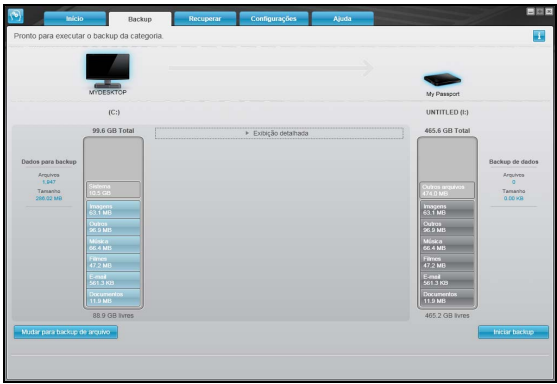 Início Backup Recuperar Configurações Ajuda
Pronto para executar o backup da categoria.
MYDESKTOP
My Passport
(C:)
UNTITLED (I:)
99.6 GB Total
Exibição detalhada
465.6 GB Total
Dados para backup
Arquivos
1,947
Tamanho
286.02 MB
Sistema
10.5 GB
Imagens
63.1 MB
Outros
96.9 MB
Música
66.4 MB
Filmes
47.2 MB
E-mail
561.3 KB
Documentos
11.9 MB
88.9 GB livres
Outros arquivos
474.0 MB
Imagens
63.1 MB
Outros
96.9 MB
Música
66.4 MB
Filmes
47.2 MB
E-mail
561.3 KB
Documentos
11.9 MB
465.2 GB livres
Backup de dados
Arquivos
0
Tamanho
0.00 KB
Mudar para backup de arquivo
Iniciar backup